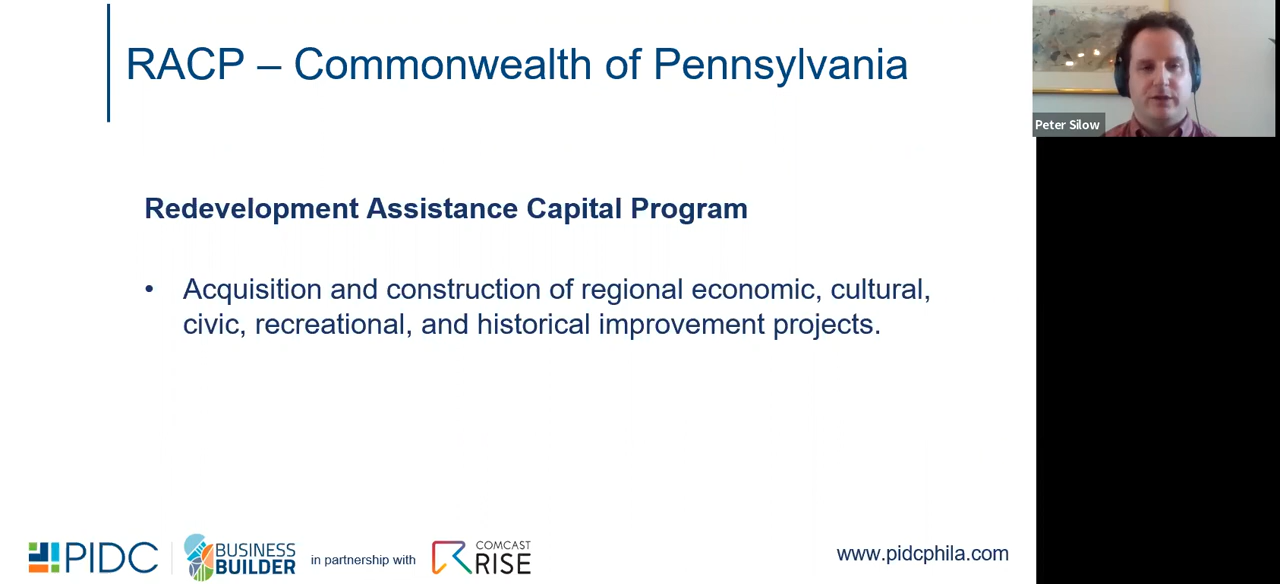 RACP – Commonwealth of Pennsylvania
Peter Silow
Redevelopment Assistance Capital Program
• Acquisition and construction of regional economic, cultural,
civic, recreational, and historical improvement projects.
PIDC
BUSINESS
BUILDER
in partnership with
COMCAST
RISE
www.pidcphila.com